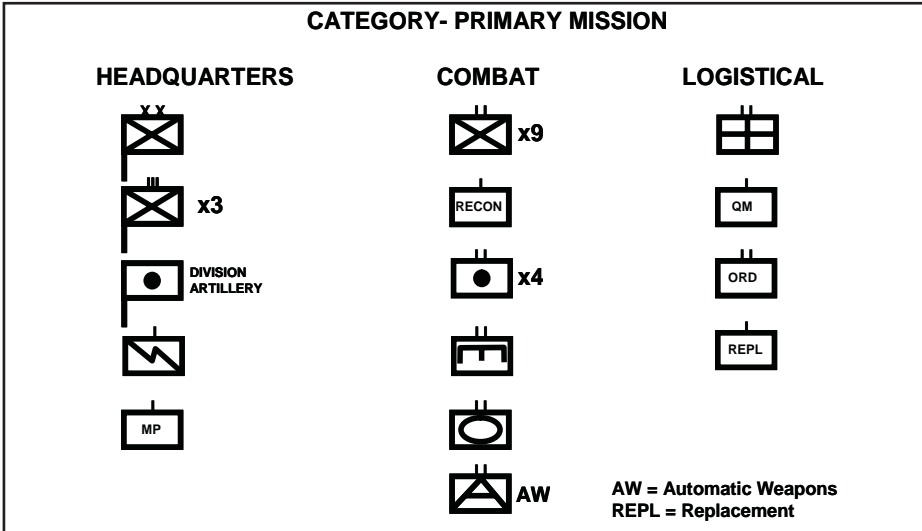 CATEGORY- PRIMARY MISSION
HEADQUARTERS COMBAT LOGISTICAL
X X
x9
x3
RECON
QM
DIVISION
ARTILLERY
x4
ORD
REPL
MP
AW
AW = Automatic Weapons
REPL = Replacement